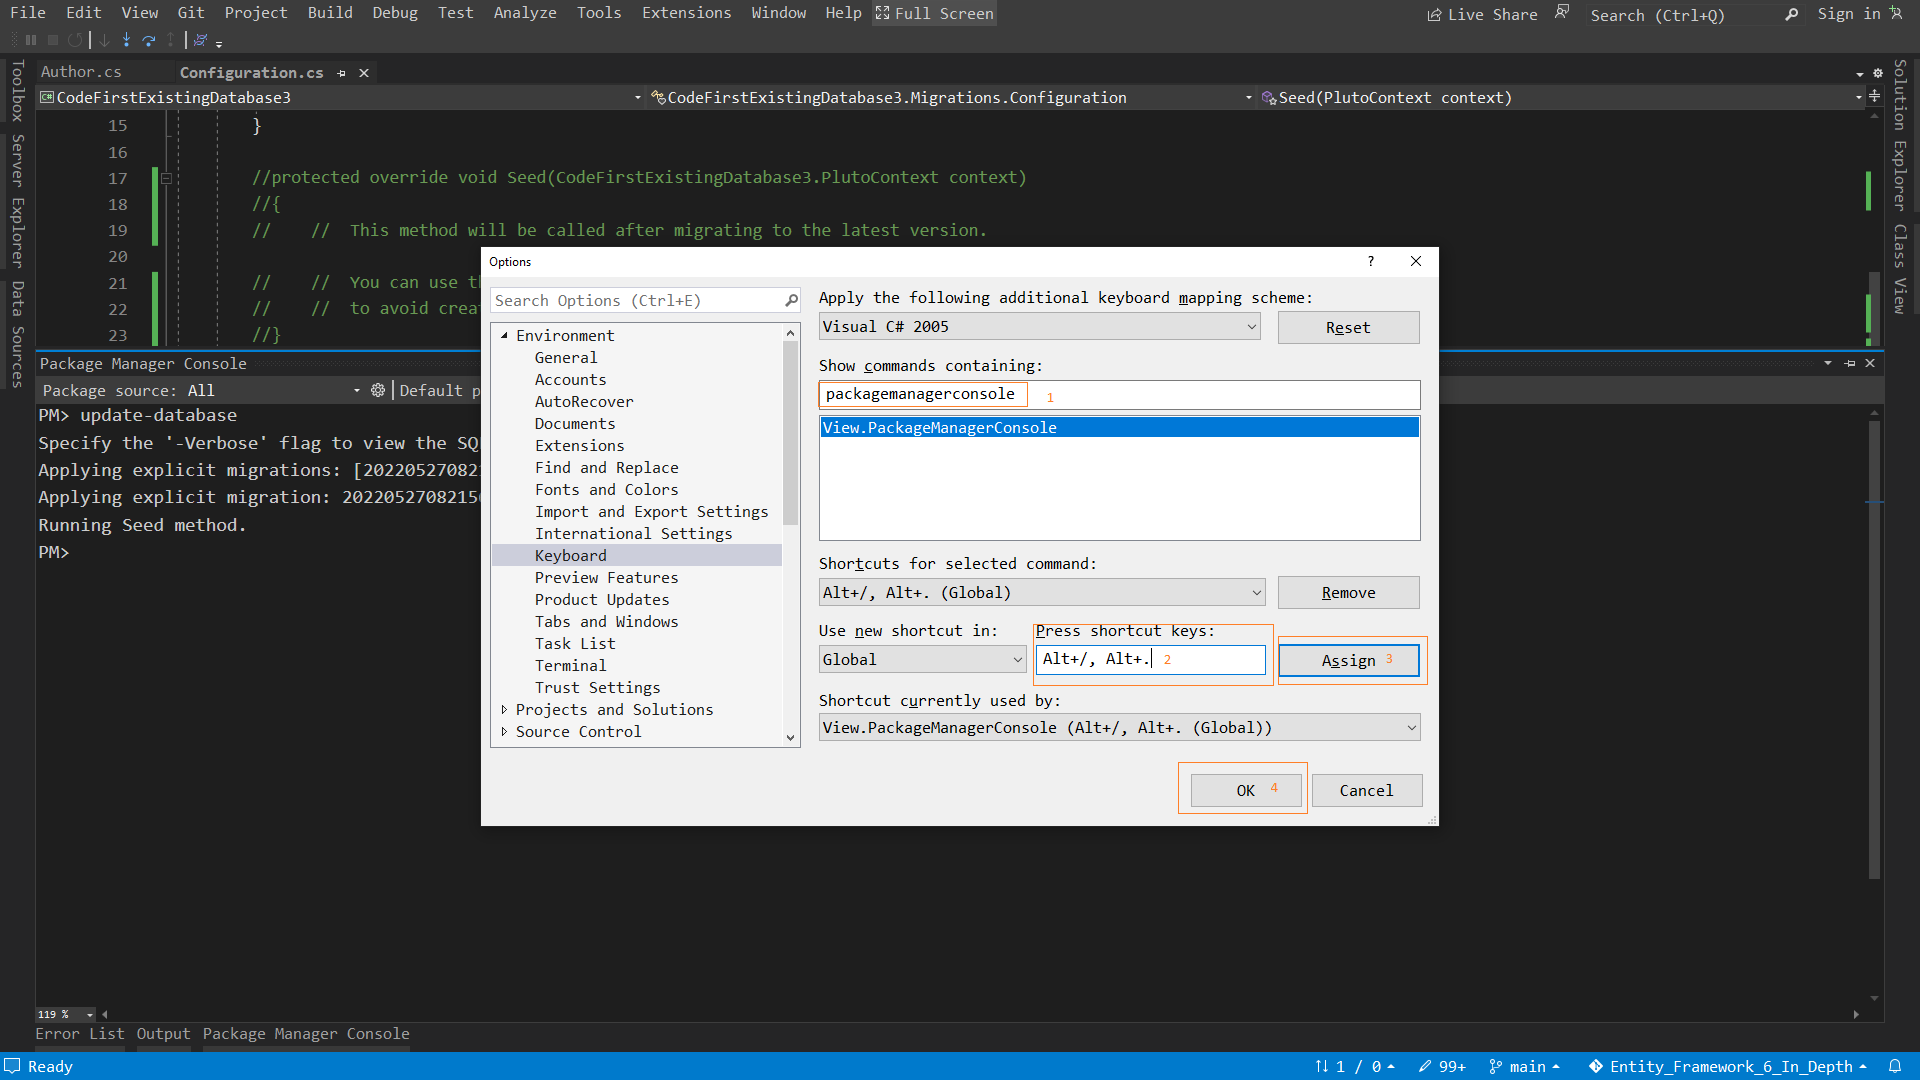 File Edit View Git Project Build Debug Test Analyze Tools Extensions Window Help Full Screen Live Share Search (Ctrl+Q) Sign in
Toolbox
Server Explorer
Data Sources
Author.cs Configuration.cs
CodeFirstExistingDatabase3 CodeFirstExistingDatabase3.Migrations.Configuration Seed(PlutoContext context)
15 }
16
17 //protected override void Seed(CodeFirstExistingDatabase3.PlutoContext context)
18 //{
19 // // This method will be called after migrating to the latest version.
20
21 // // You can use
22 // // to avoid
23 //}
Package Manager Console
Package source: All Default
PM> update-database
Specify the '-Verbose' flag to view the
Applying explicit migrations:
Applying explicit migration:
Running Seed method.
PM>
Options ?
Search Options (Ctrl+E)
Environment
General
Accounts
AutoRecover
Documents
Extensions
Find and Replace
Fonts and Colors
Import and Export Settings
International Settings
Keyboard
Preview Features
Product Updates
Tabs and Windows
Task List
Terminal
Trust Settings
Projects and Solutions
Source Control
Apply the following additional keyboard mapping scheme:
Visual C# 2005 Reset
Show commands containing:
packagemanagerconsole 1
View.PackageManagerConsole
Shortcuts for selected command:
Alt+/, Alt+. (Global) Remove
Use new shortcut in: Press shortcut keys:
Global Alt+/, Alt+. 2 Assign 3
Shortcut currently used by:
View.PackageManagerConsole (Alt+/, Alt+. (Global))
OK 4 Cancel
Solution Explorer
Class View
119 %
Error List Output Package Manager Console
Ready 1 / 0 99+ main Entity_Framework_6_In_Depth